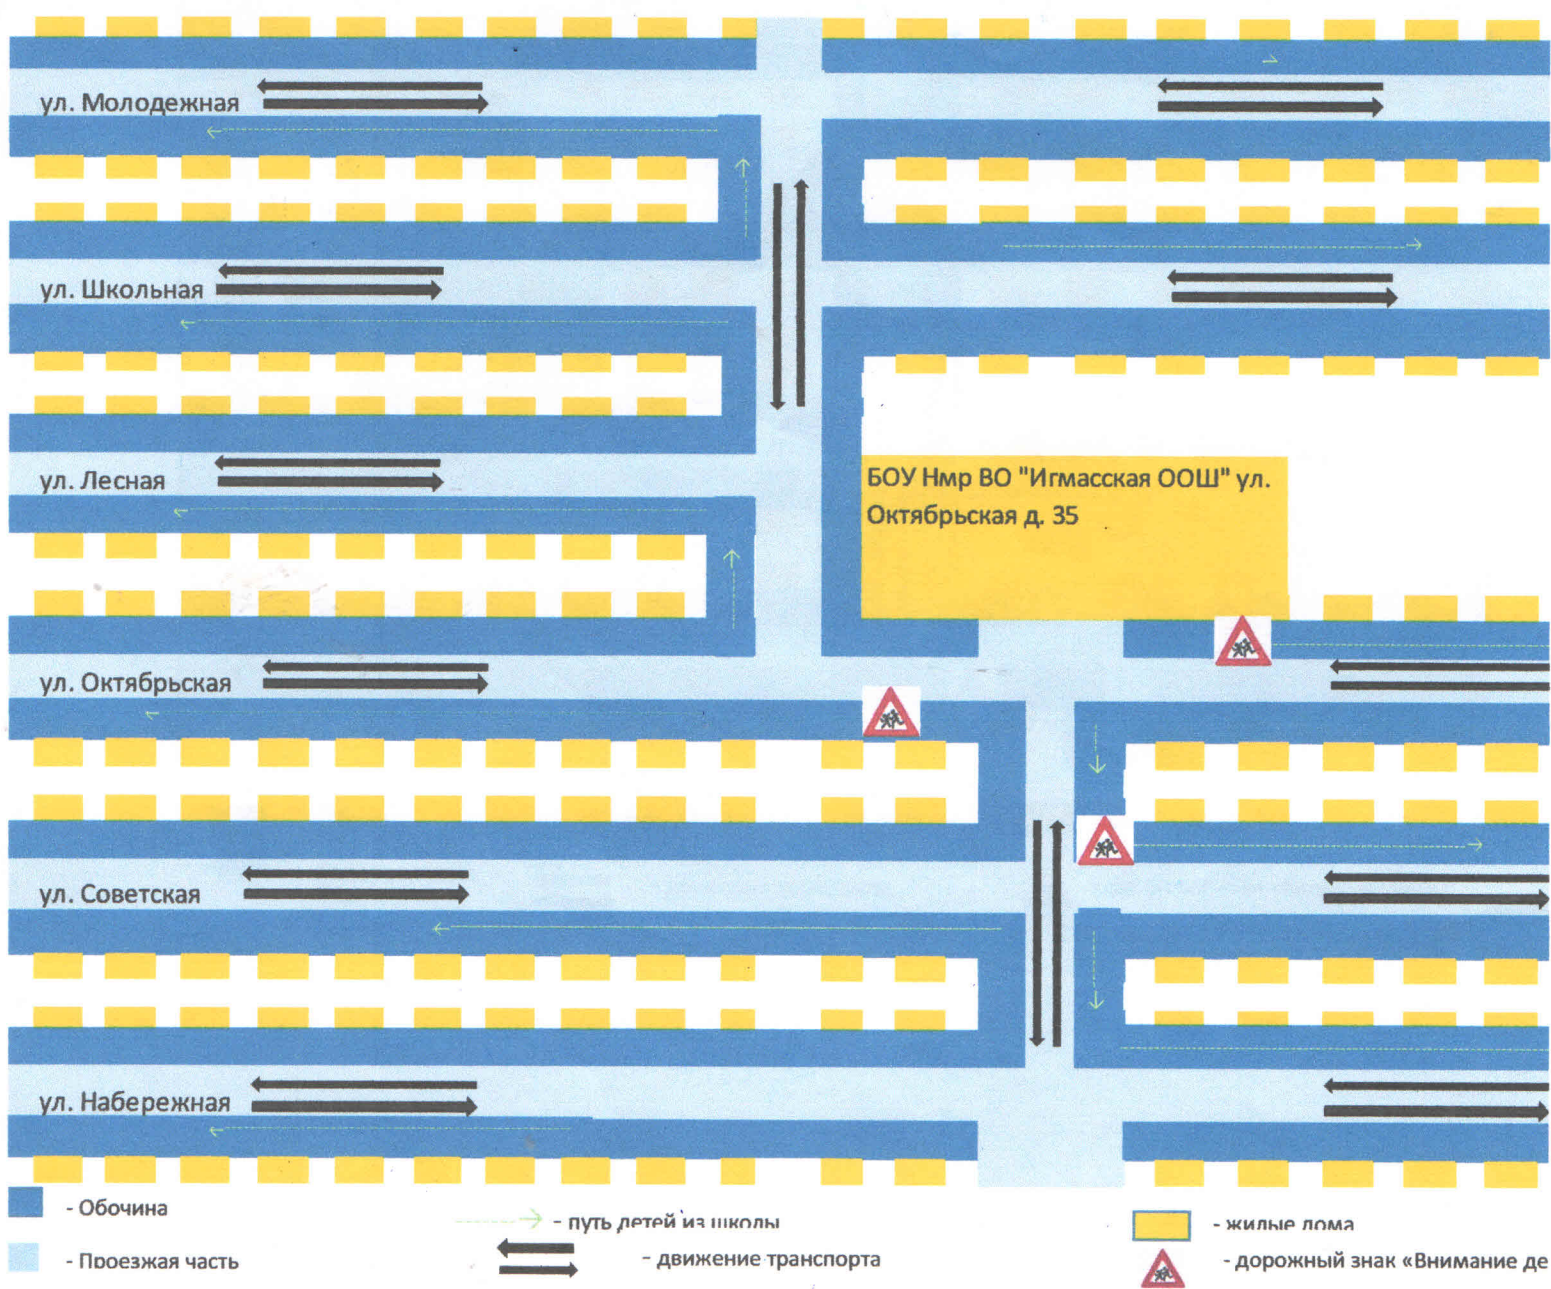 ул. Молодежная
ул. Школьная
ул. Лесная
БОУ Нмр ВО "Игмасская ООШ" ул.
Октябрьская д. 35
ул. Октябрьская
ул. Советская
ул. Набережная
- Обочина
- путь детей из школы
- жилые дома
- Проезжая часть
- движение транспорта
- дорожный знак «Внимание де